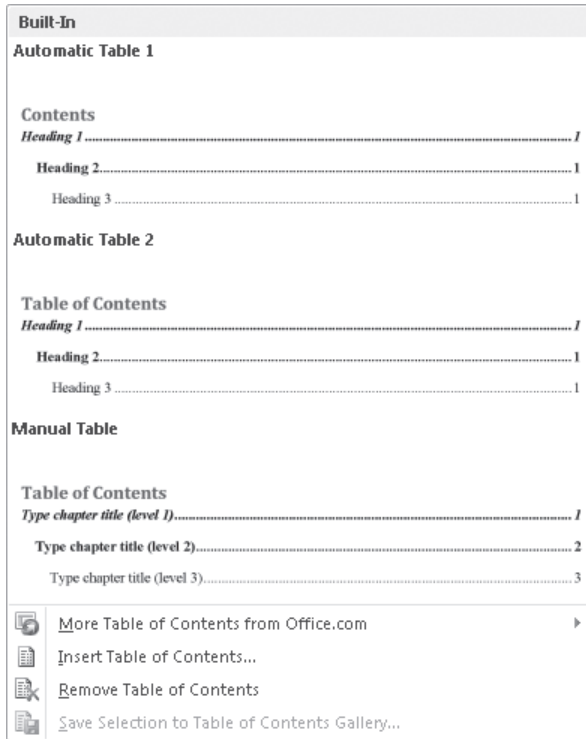 Built-In
Automatic Table 1
Contents
Heading 1........................................................................1
Heading 2........................................................................1
Heading 3........................................................................1
Automatic Table 2
Table of Contents
Heading 1........................................................................1
Heading 2........................................................................1
Heading 3........................................................................1
Manual Table
Table of Contents
Type chapter title (level 1)........................................................................1
Type chapter title (level 2)........................................................................2
Type chapter title (level 3)........................................................................3
More Table of Contents from Office.com
Insert Table of Contents...
Remove Table of Contents
Save Selection to Table of Contents Gallery...